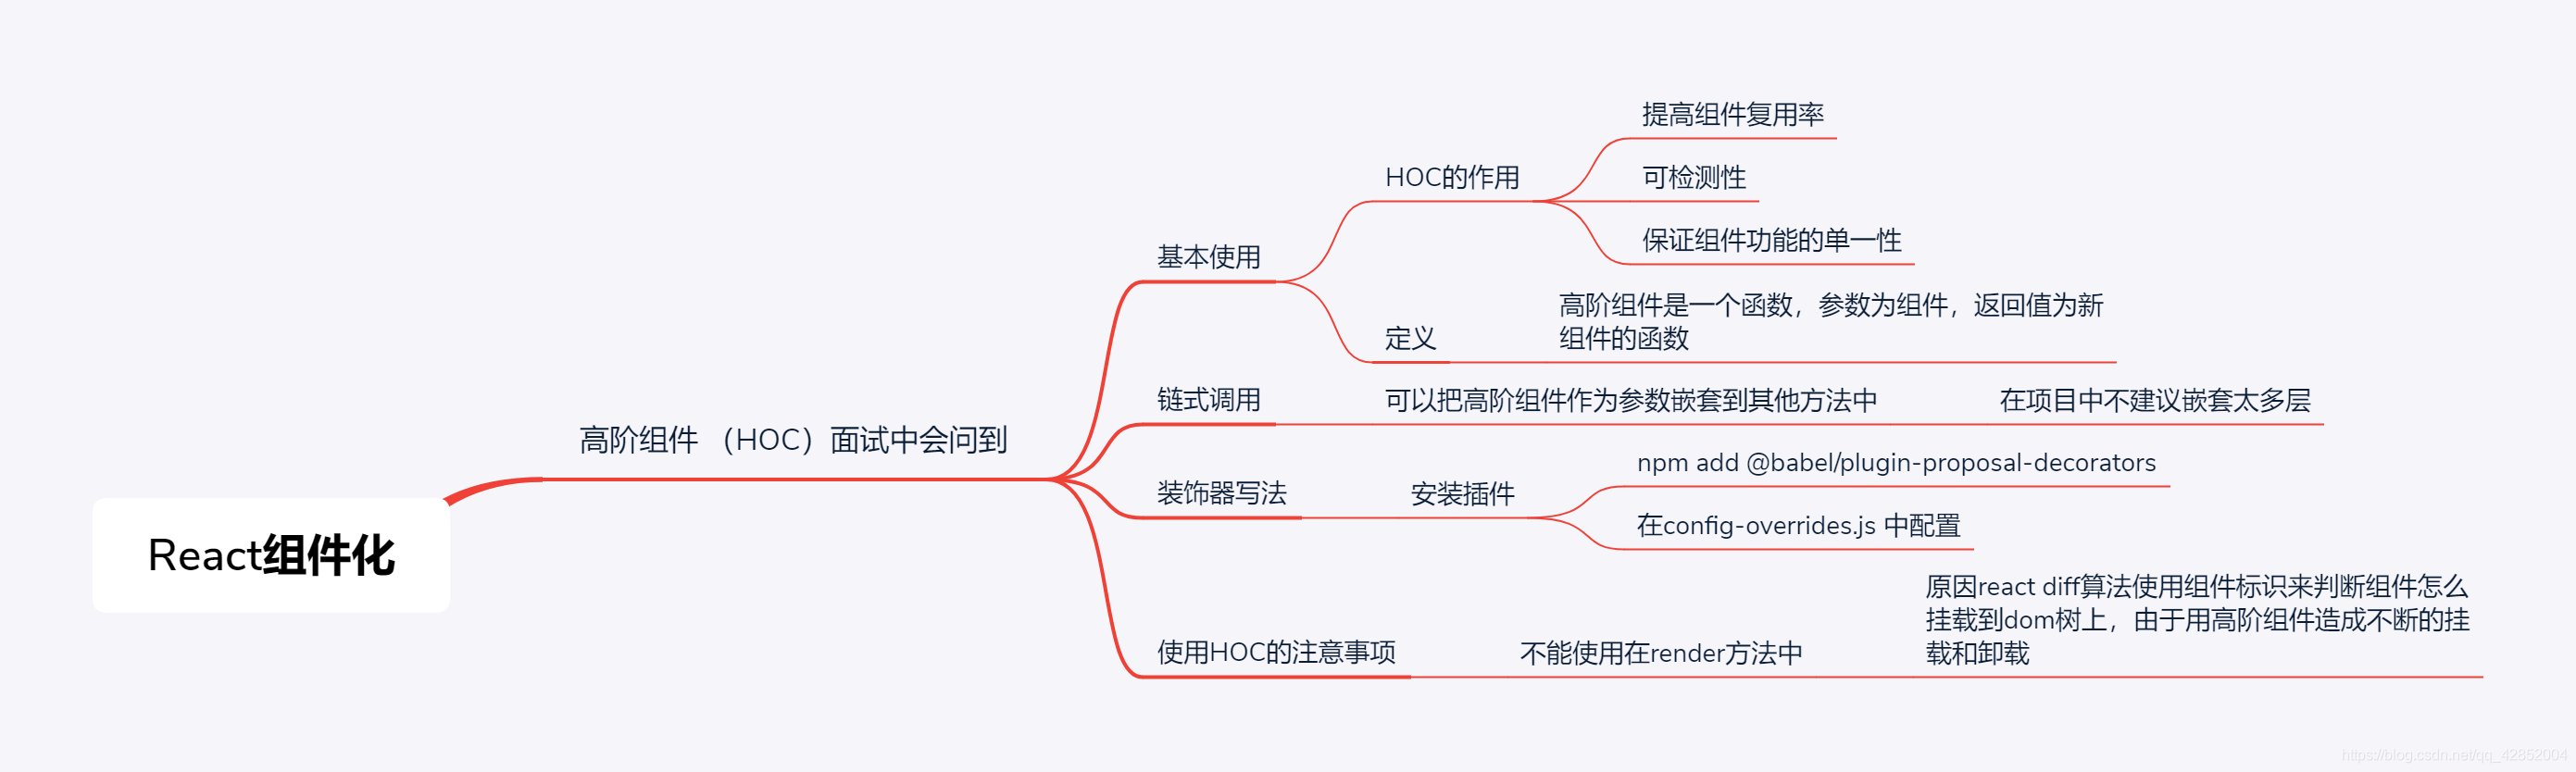 React组件化
高阶组件 （HOC）面试中会问到
基本使用
HOC的作用
提高组件复用率
可检测性
保证组件功能的单一性
定义
高阶组件是一个函数，参数为组件，返回值为新
组件的函数
链式调用
可以把高阶组件作为参数嵌套到其他方法中
在项目中不建议嵌套太多层
装饰器写法
安装插件
npm add @babel/plugin-proposal-decorators
在config-overrides.js 中配置
使用HOC的注意事项
不能使用在render方法中
原因react diff算法使用组件标识来判断组件怎么
挂载到dom树上，由于用高阶组件造成不断的挂
载和卸载
https://blog.csdn.net/qq_42852004